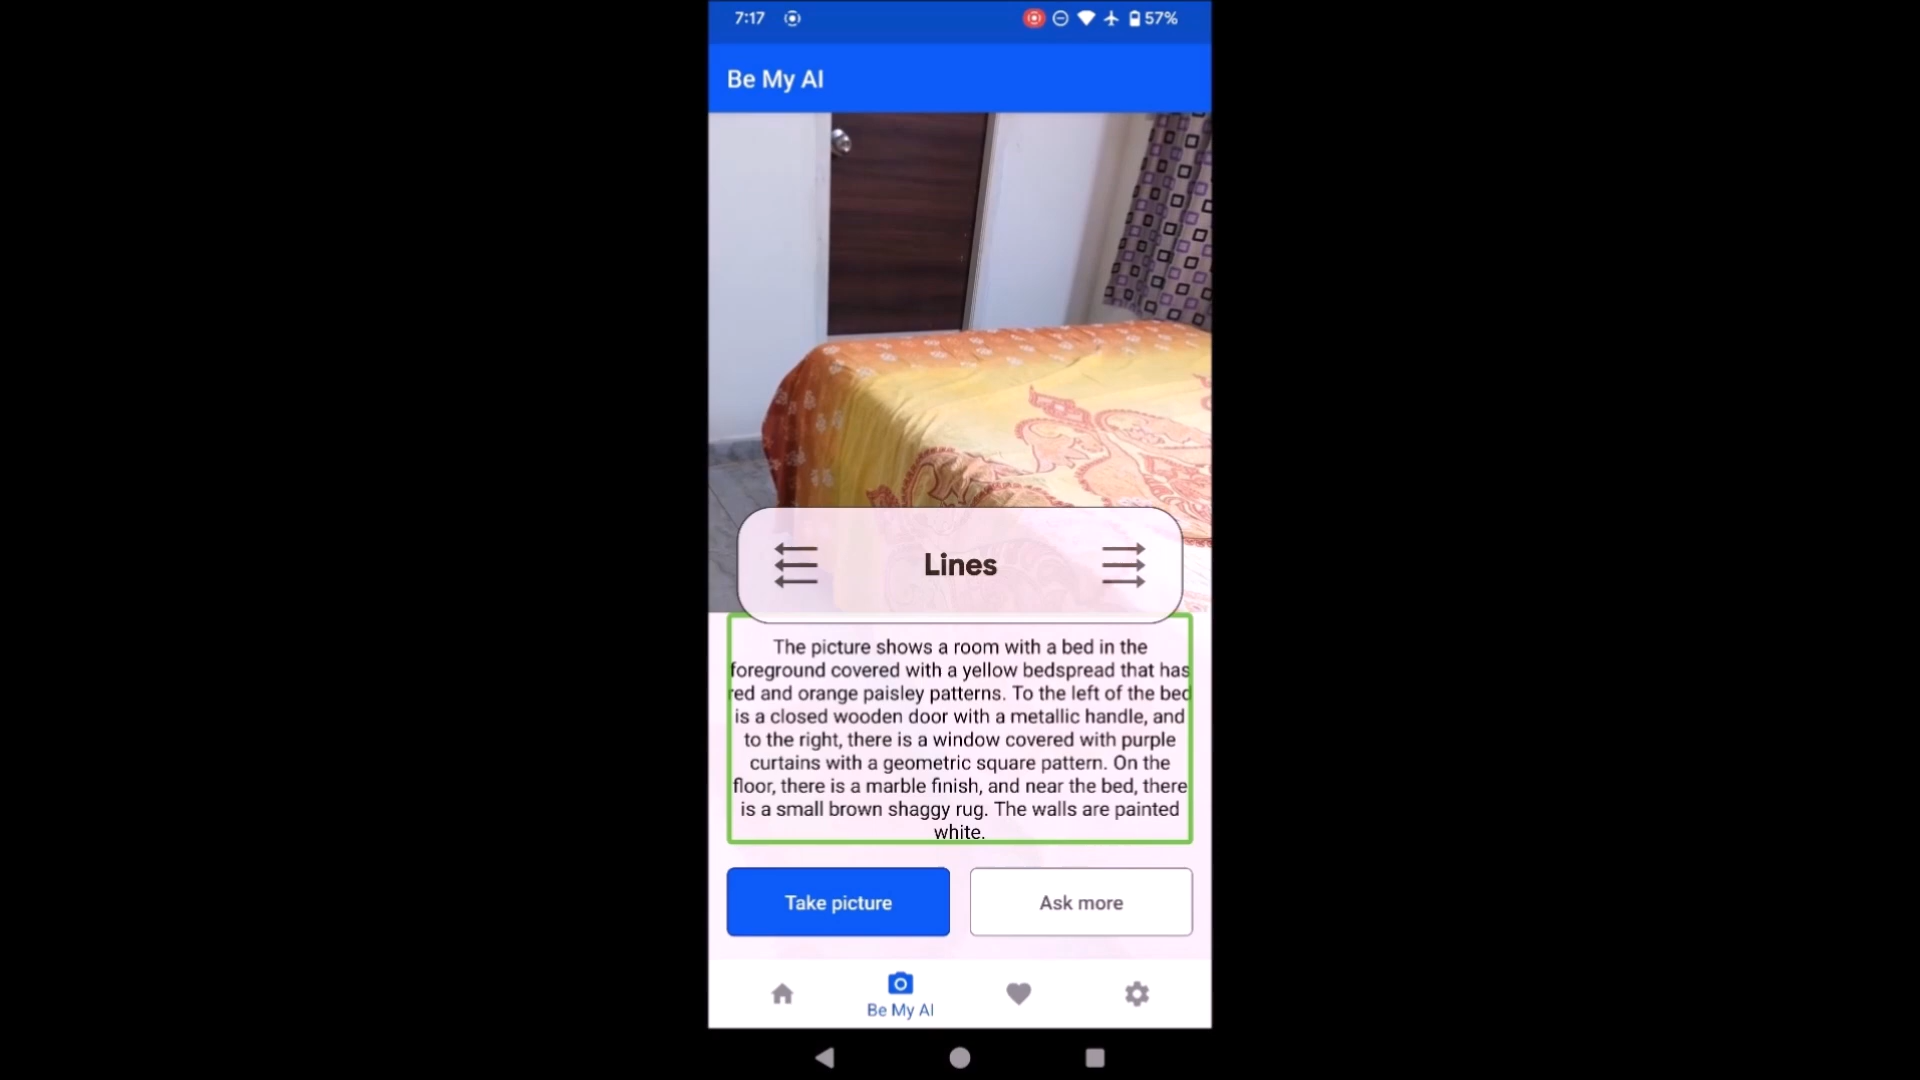 7:17
57%
Be My AI
Lines
The picture shows a room with a bed in the
foreground covered with a yellow bedspread that has
red and orange paisley patterns. To the left of the bed
is a closed wooden door with a metallic handle, and
to the right, there is a window covered with purple
curtains with a geometric square pattern. On the
floor, there is a marble finish, and near the bed, there
is a small brown shaggy rug. The walls are painted
white.
Take picture
Ask more
Be My AI